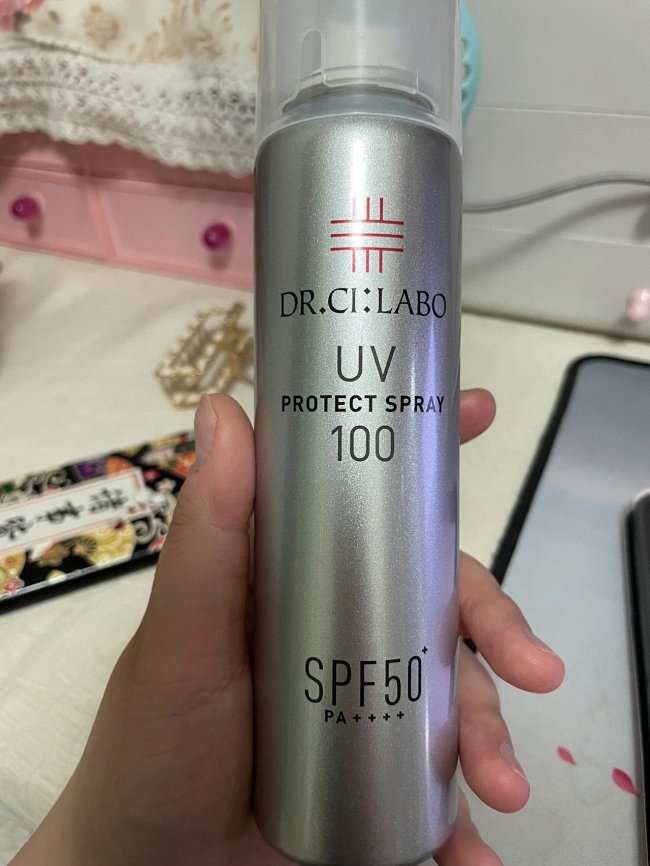 DR.CI:LABO
UV
PROTECT SPRAY
100
SPF50+
PA++++